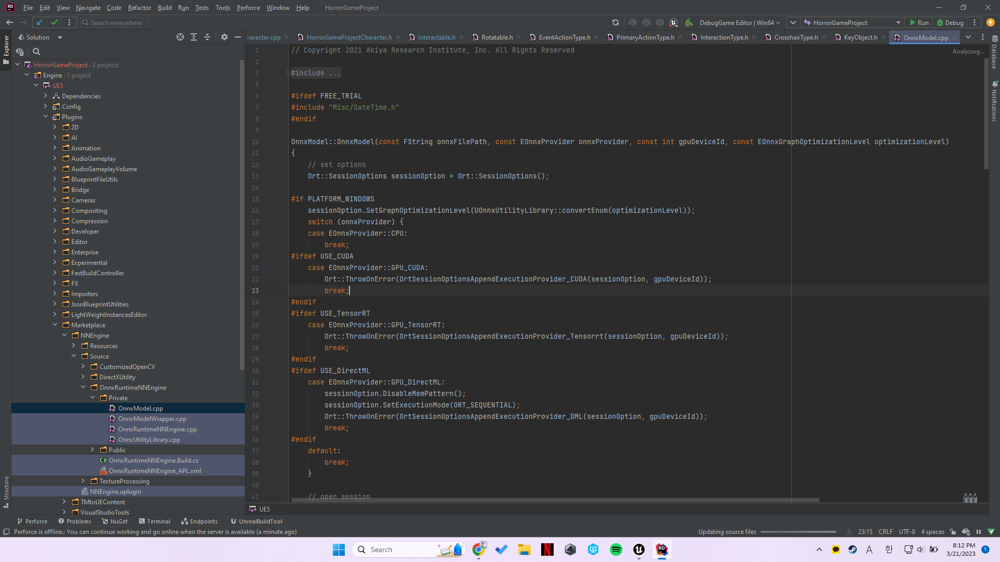 RD File Edit View Navigate Code Refactor Build Run Tests Tools Perforce Window Help HorrorGameProject
Search everywhere DebugGame Editor | Win64 HorrorGameProject Run Debug
Explorer
Solution
haracter.cpp HorrorGameProjectCharacter.h Interactable.h Rotatable.h EventActionType.h PrimaryActionType.h InteractionType.h CrosshairType.h KeyObject.h OnnxModel.cpp
Analyzing...
Database
Notifications
HorrorGameProject · 2 projects
Engine · 1 project
UE5
Dependencies
Config
Plugins
2D
AI
Animation
AudioGameplay
AudioGameplayVolume
BlueprintFileUtils
Bridge
Cameras
Compositing
Compression
Developer
Editor
Enterprise
Experimental
FastBuildController
FX
Importers
JsonBlueprintUtilities
LightWeightInstancesEditor
Marketplace
NNEngine
Resources
Source
CustomizedOpenCV
DirectXUtility
OnnxRuntimeNNEngine
Private
OnnxModel.cpp
OnnxModelWrapper.cpp
OnnxRuntimeNNEngine.cpp
OnnxUtilityLibrary.cpp
Public
C# OnnxRuntimeNNEngine.Build.cs
OnnxRuntimeNNEngine_APL.xml
TextureProcessing
NNEngine.uplugin
TMtoUEContent
VisualStudioTools
Structure
1 // Copyright 2021 Akiya Research Institute, Inc. All Rights Reserved
2
3 #include ...
5
6 #ifdef FREE_TRIAL
7 #include "Misc/DateTime.h"
8 #endif
9
10 OnnxModel::OnnxModel(const FString onnxFilePath, const EOnnxProvider onnxProvider, const int gpuDeviceId, const EOnnxGraphOptimizationLevel optimizationLevel)
11 {
12 // set options
13 Ort::SessionOptions sessionOption = Ort::SessionOptions();
14
15 #if PLATFORM_WINDOWS
16 sessionOption.SetGraphOptimizationLevel(UOnnxUtilityLibrary::convertEnum(optimizationLevel));
17 switch (onnxProvider) {
18 case EOnnxProvider::CPU:
19 break;
20 #ifdef USE_CUDA
21 case EOnnxProvider::GPU_CUDA:
22 Ort::ThrowOnError(OrtSessionOptionsAppendExecutionProvider_CUDA(sessionOption, gpuDeviceId));
23 break;
24 #endif
25 #ifdef USE_TensorRT
26 case EOnnxProvider::GPU_TensorRT:
27 Ort::ThrowOnError(OrtSessionOptionsAppendExecutionProvider_Tensorrt(sessionOption, gpuDeviceId));
28 break;
29 #endif
30 #ifdef USE_DirectML
31 case EOnnxProvider::GPU_DirectML:
32 sessionOption.DisableMemPattern();
33 sessionOption.SetExecutionMode(ORT_SEQUENTIAL);
34 Ort::ThrowOnError(OrtSessionOptionsAppendExecutionProvider_DML(sessionOption, gpuDeviceId));
35 break;
36 #endif
37 default:
38 break;
39 }
40
41 // open session
UE5
Perforce Problems NuGet Terminal Endpoints UnrealBuildTool
Perforce is offline.: You can continue working and go online when the server is available (a minute ago) Updating source files 23:15 CRLF UTF-8 4 spaces
Search A 한 8:12 PM 1
3/21/2023